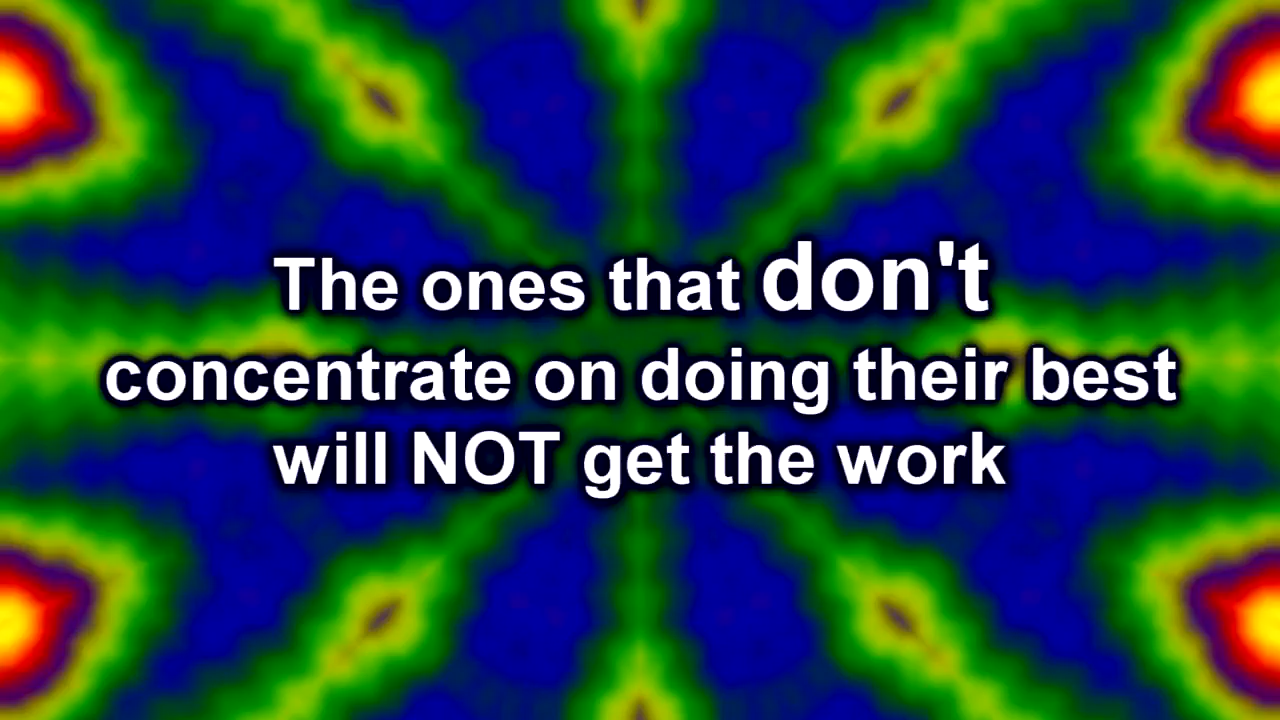 The ones that don't
concentrate on doing their best
will NOT get the work